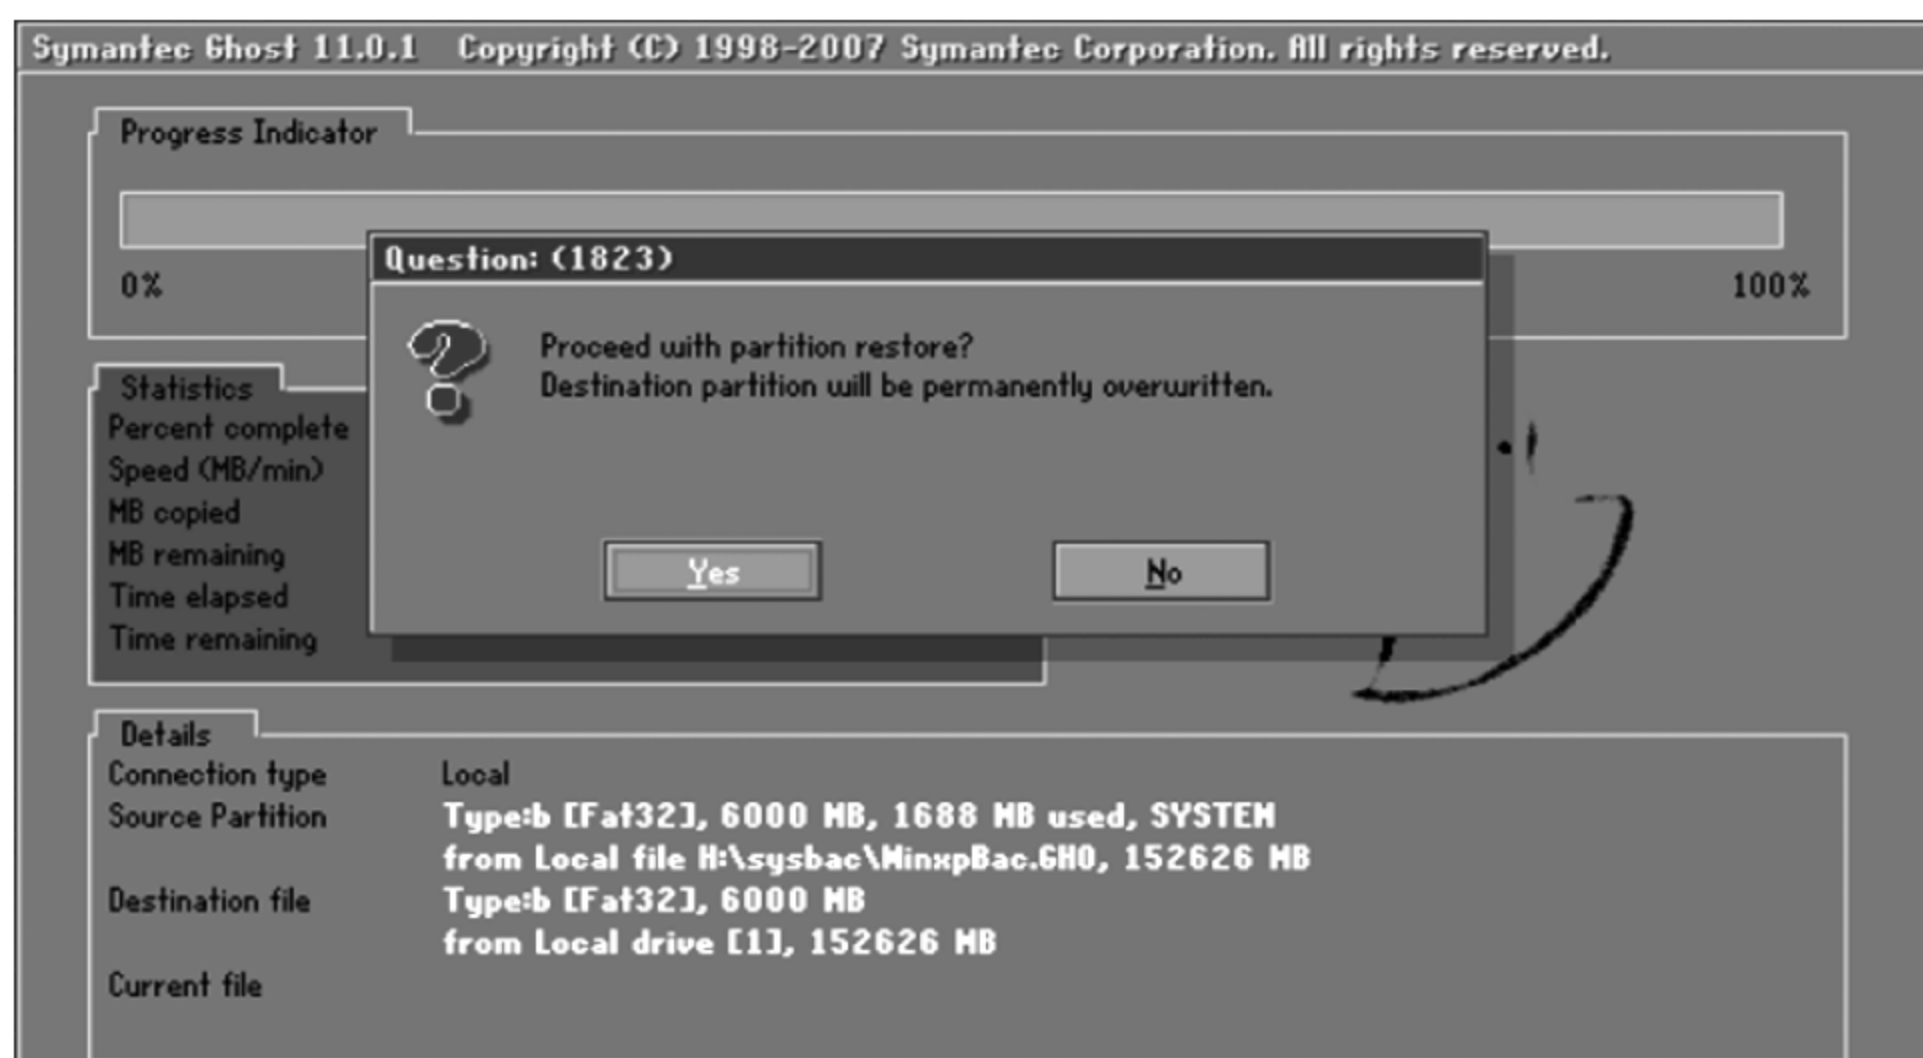 Symantec Ghost 11.0.1 Copyright (C) 1998-2007 Symantec Corporation. All rights reserved.
Progress Indicator
0%
100%
Question: (1823)
Proceed with partition restore?
Destination partition will be permanently overwritten.
Yes
No
Statistics
Percent complete
Speed (MB/min)
MB copied
MB remaining
Time elapsed
Time remaining
Details
Connection type Local
Source Partition Type:b [Fat32], 6000 MB, 1688 MB used, SYSTEM
from Local file H:\sysbac\MinxpBac.GHO, 152626 MB
Destination file Type:b [Fat32], 6000 MB
from Local drive [1], 152626 MB
Current file